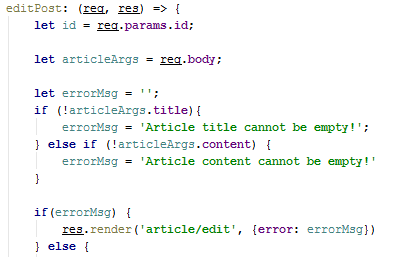 editPost: (req, res) => {
    let id = req.params.id;

    let articleArgs = req.body;

    let errorMsg = '';
    if (!articleArgs.title){
        errorMsg = 'Article title cannot be empty!';
    } else if (!articleArgs.content) {
        errorMsg = 'Article content cannot be empty!'
    }

    if(errorMsg) {
        res.render('article/edit', {error: errorMsg})
    } else {